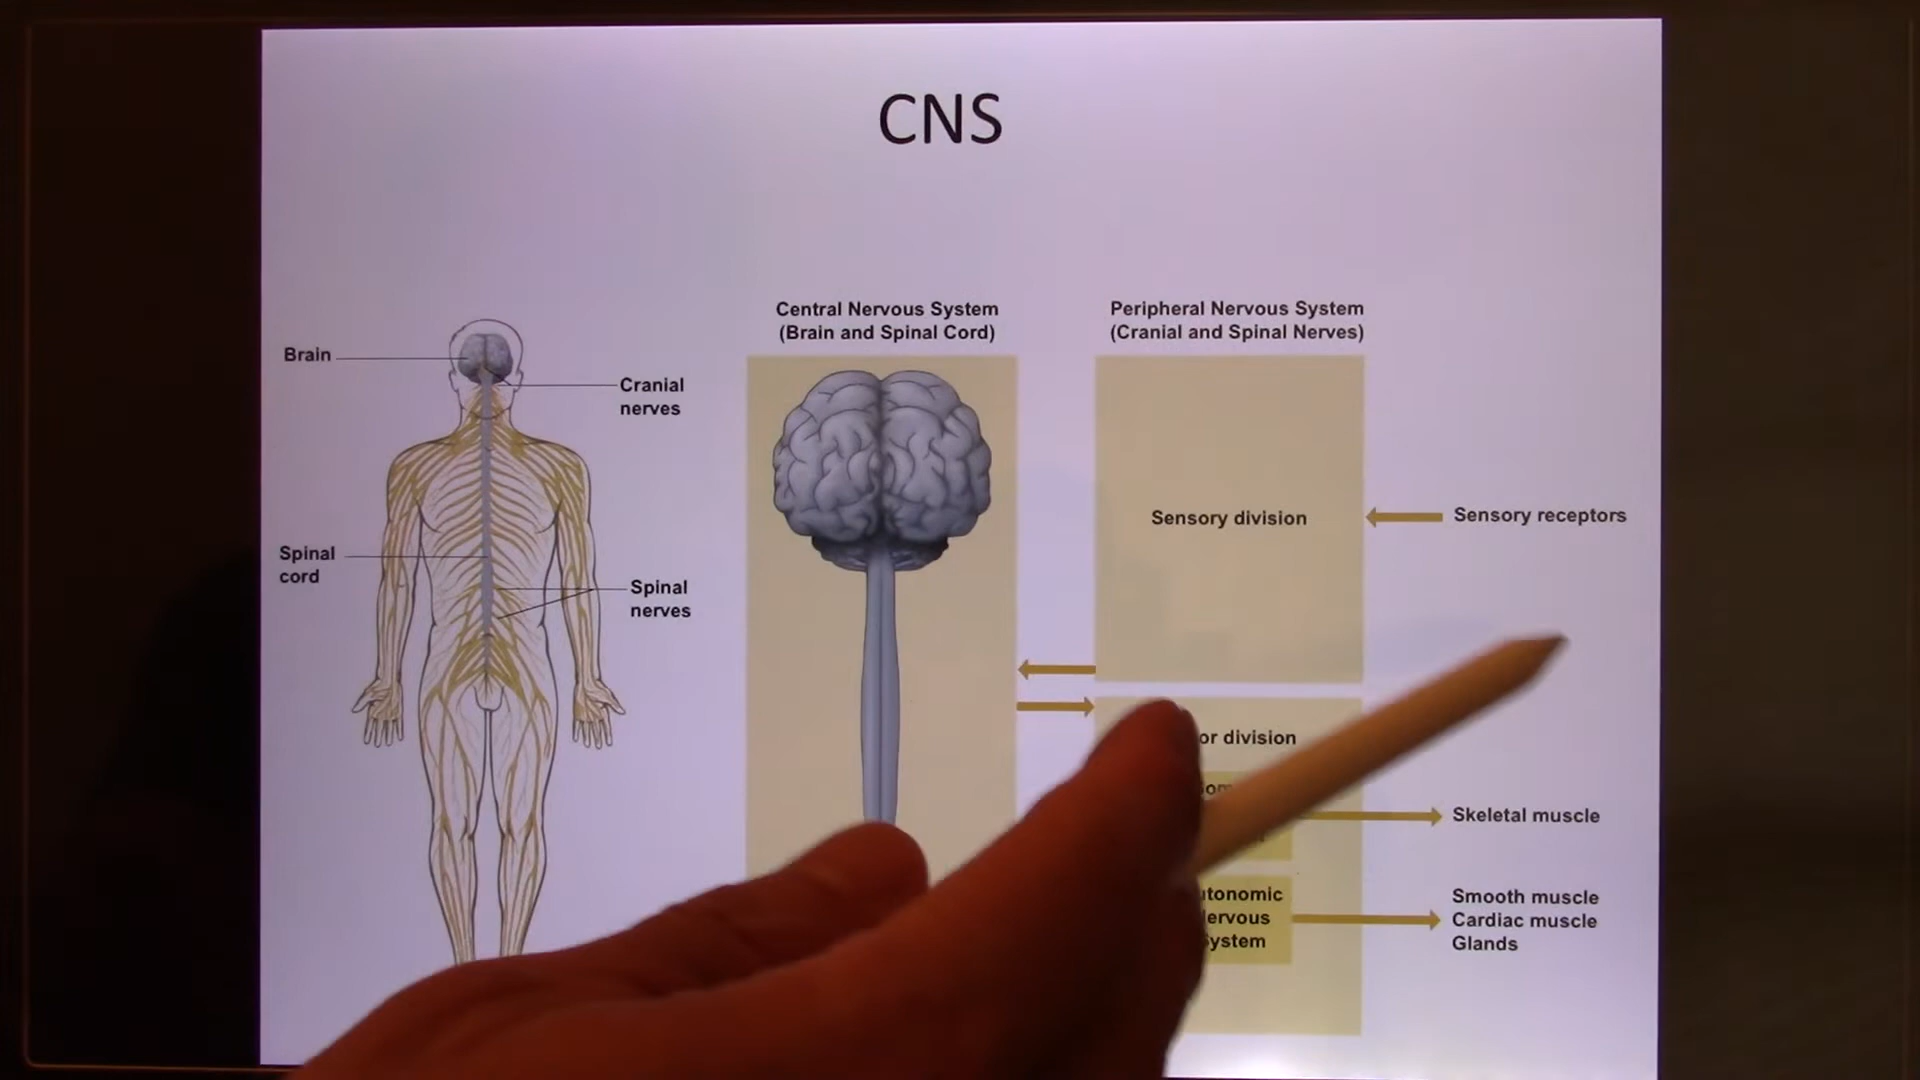 CNS
Central Nervous System
(Brain and Spinal Cord)
Peripheral Nervous System
(Cranial and Spinal Nerves)
Brain
Cranial
nerves
Spinal
cord
Spinal
nerves
Sensory division
Sensory receptors
division
Skeletal muscle
System
Smooth muscle
Cardiac muscle
Glands